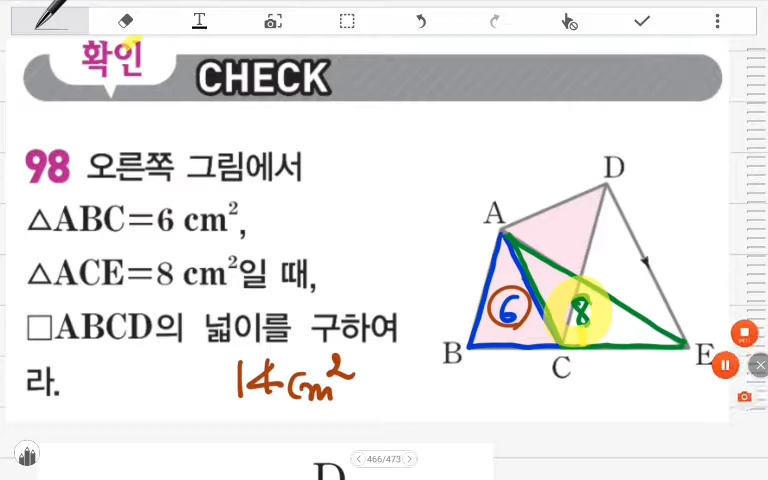 확인
CHECK
98 오른쪽 그림에서
△ABC=6 cm²,
△ACE=8 cm²일 때,
□ABCD의 넓이를 구하여
라.
14cm²
D
A
6
8
B
C
E
466/473
D